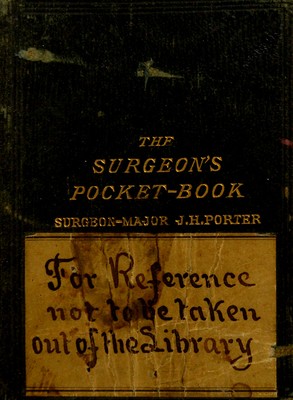 THE
SURGEON'S
POCKET-BOOK
SURGEON-MAJOR J.H.PORTER
For Reference
not to be taken
out of the Library